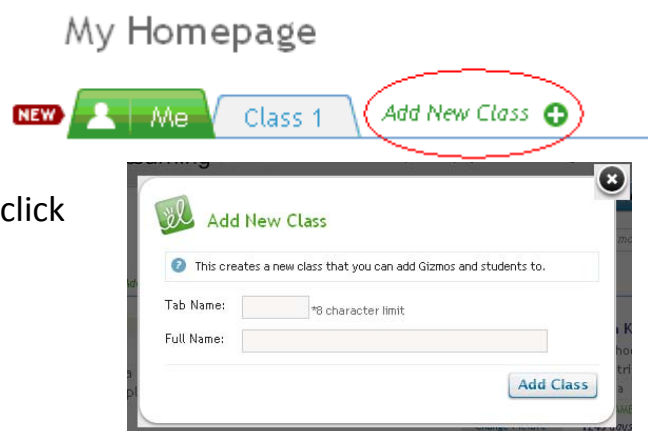 My Homepage
NEW Me Class 1 Add New Class
click
Add New Class
This creates a new class that you can add Gizmos and students to.
Tab Name: *8 character limit
Full Name:
Add Class